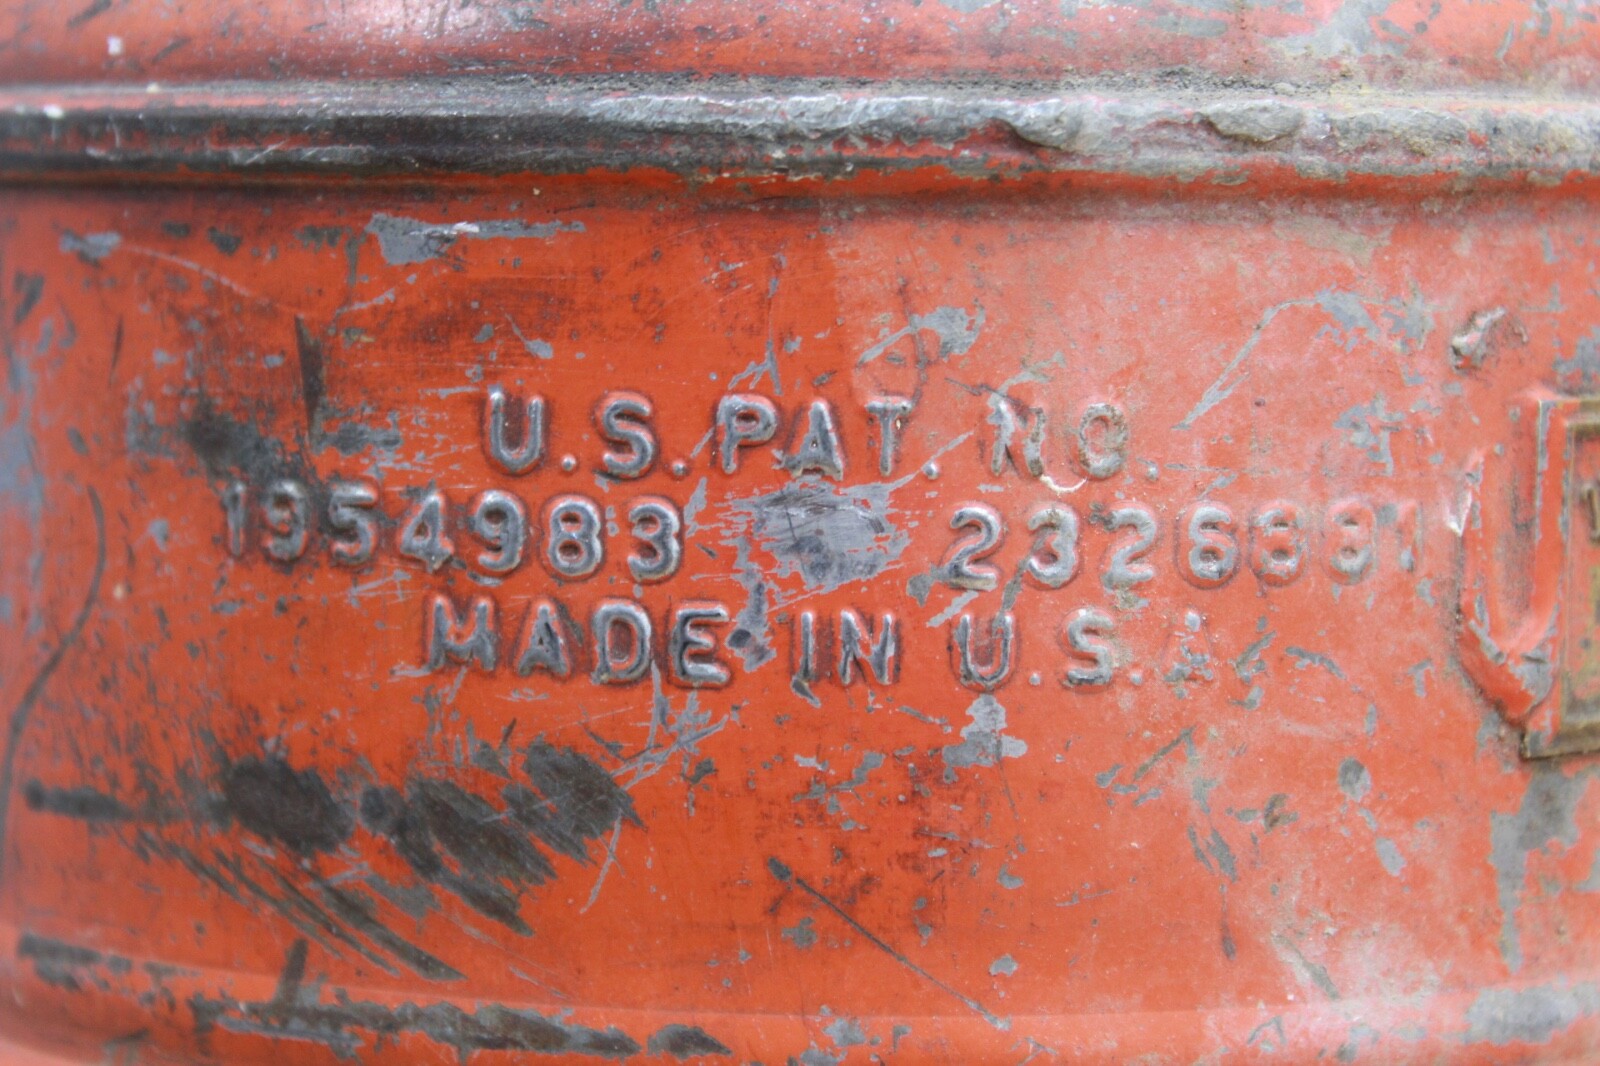 U.S. PAT. NO.
1954983 2326881
MADE IN U.S.A.